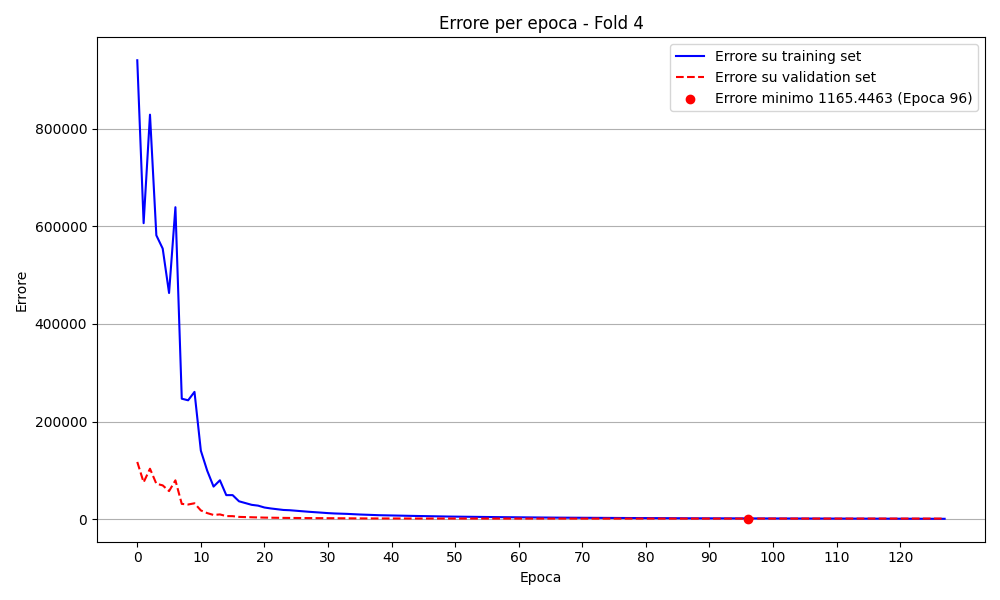 Errore per epoca - Fold 4
Errore su training set
Errore su validation set
Errore minimo 1165.4463 (Epoca 96)
Errore
800000
600000
400000
200000
0
0 10 20 30 40 50 60 70 80 90 100 110 120
Epoca